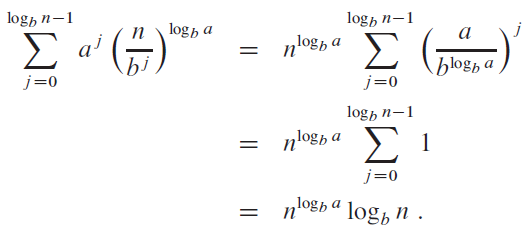 \sum_{j=0}^{\log_b n-1} a^j \left( \frac{n}{b^j} \right)^{\log_b a} = n^{\log_b a} \sum_{j=0}^{\log_b n-1} \left( \frac{a}{b^{\log_b a}} \right)^j
= n^{\log_b a} \sum_{j=0}^{\log_b n-1} 1
= n^{\log_b a} \log_b n .